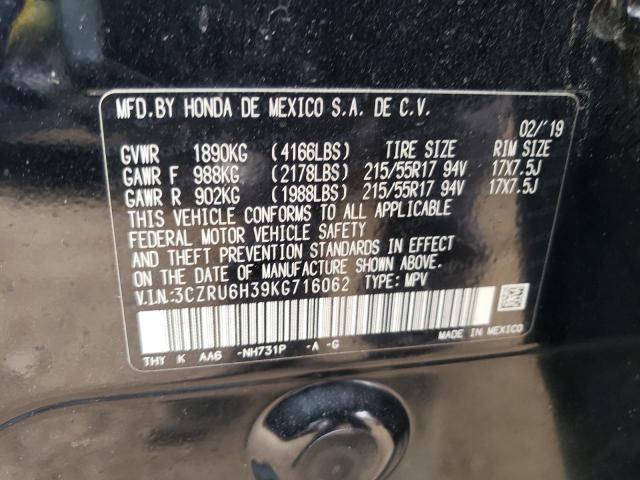 MFD.BY HONDA DE MEXICO S.A. DE C.V.
02/'19
GVWR 1890KG (4166LBS) TIRE SIZE RIM SIZE
GAWR F 988KG (2178LBS) 215/55R17 94V 17X7.5J
GAWR R 902KG (1988LBS) 215/55R17 94V 17X7.5J
THIS VEHICLE CONFORMS TO ALL APPLICABLE
FEDERAL MOTOR VEHICLE SAFETY
AND THEFT PREVENTION STANDARDS IN EFFECT
ON THE DATE OF MANUFACTURE SHOWN ABOVE.
V.I.N.:3CZRU6H39KG716062 TYPE: MPV
MADE IN MEXICO
THY K AA6 -NH731P -A -G